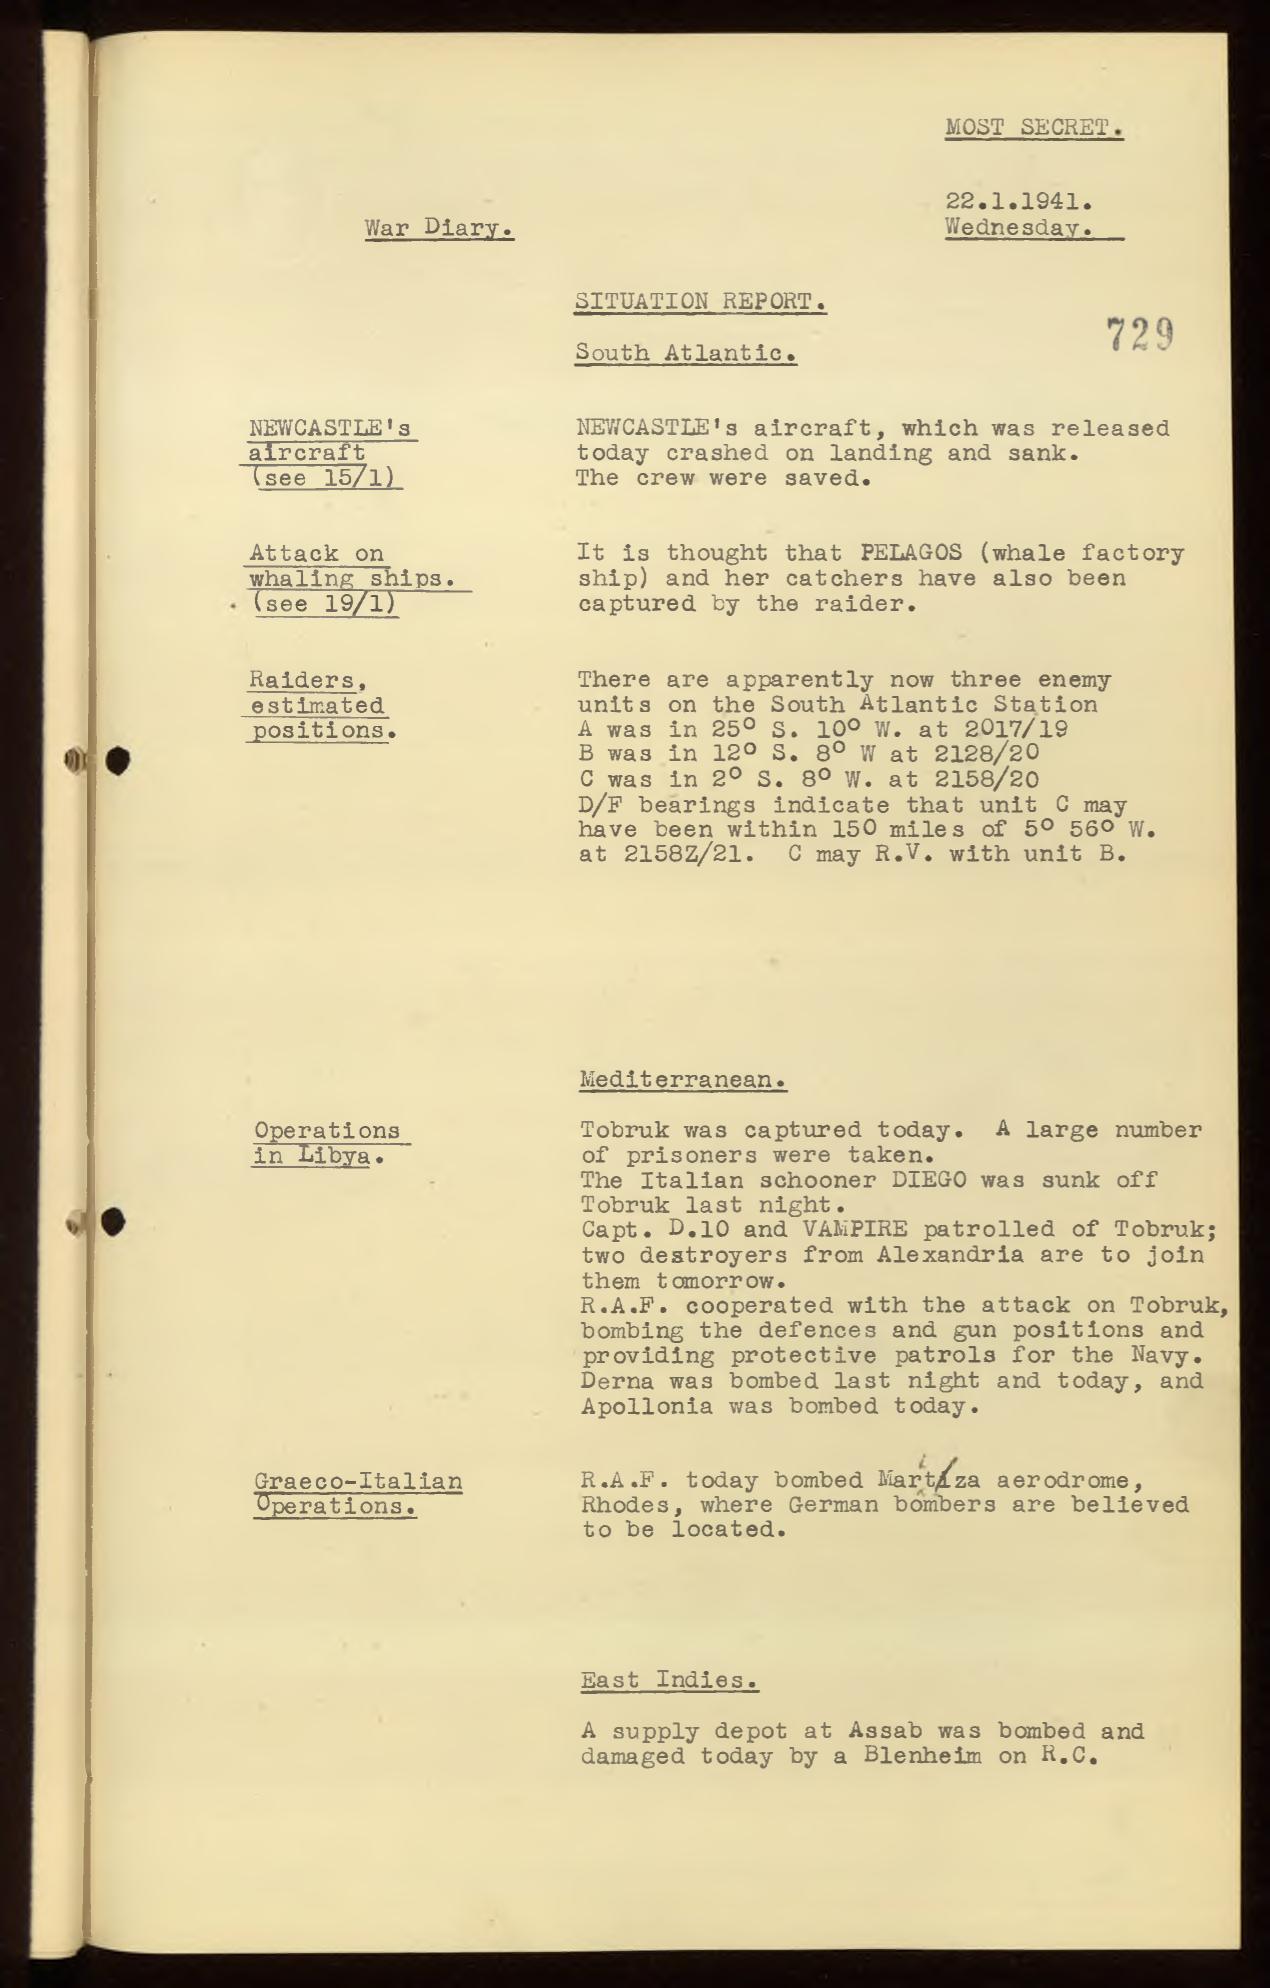 MOST SECRET.
22.1.1941.
Wednesday.
War Diary.
SITUATION REPORT.
729
South Atlantic.
NEWCASTLE's
aircraft
(see 15/1)
NEWCASTLE's aircraft, which was released
today crashed on landing and sank.
The crew were saved.
Attack on
whaling ships.
(see 19/1)
It is thought that PELAGOS (whale factory
ship) and her catchers have also been
captured by the raider.
Raiders,
estimated
positions.
There are apparently now three enemy
units on the South Atlantic Station
A was in 25° S. 10° W. at 2017/19
B was in 12° S. 8° W at 2128/20
C was in 2° S. 8° W. at 2158/20
D/F bearings indicate that unit C may
have been within 150 miles of 5° 56° W.
at 2158Z/21. C may R.V. with unit B.
Mediterranean.
Operations
in Libya.
Tobruk was captured today. A large number
of prisoners were taken.
The Italian schooner DIEGO was sunk off
Tobruk last night.
Capt. D.10 and VAMPIRE patrolled of Tobruk;
two destroyers from Alexandria are to join
them tomorrow.
R.A.F. cooperated with the attack on Tobruk,
bombing the defences and gun positions and
providing protective patrols for the Navy.
Derna was bombed last night and today, and
Apollonia was bombed today.
Graeco-Italian
Operations.
R.A.F. today bombed Maritza aerodrome,
Rhodes, where German bombers are believed
to be located.
East Indies.
A supply depot at Assab was bombed and
damaged today by a Blenheim on R.C.